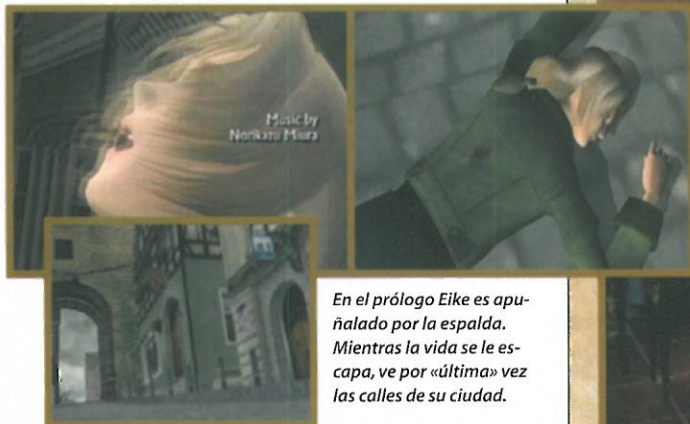 Music by
Norikazu Miura
En el prólogo Eike es apu-
ñalado por la espalda.
Mientras la vida se le es-
capa, ve por «última» vez
las calles de su ciudad.